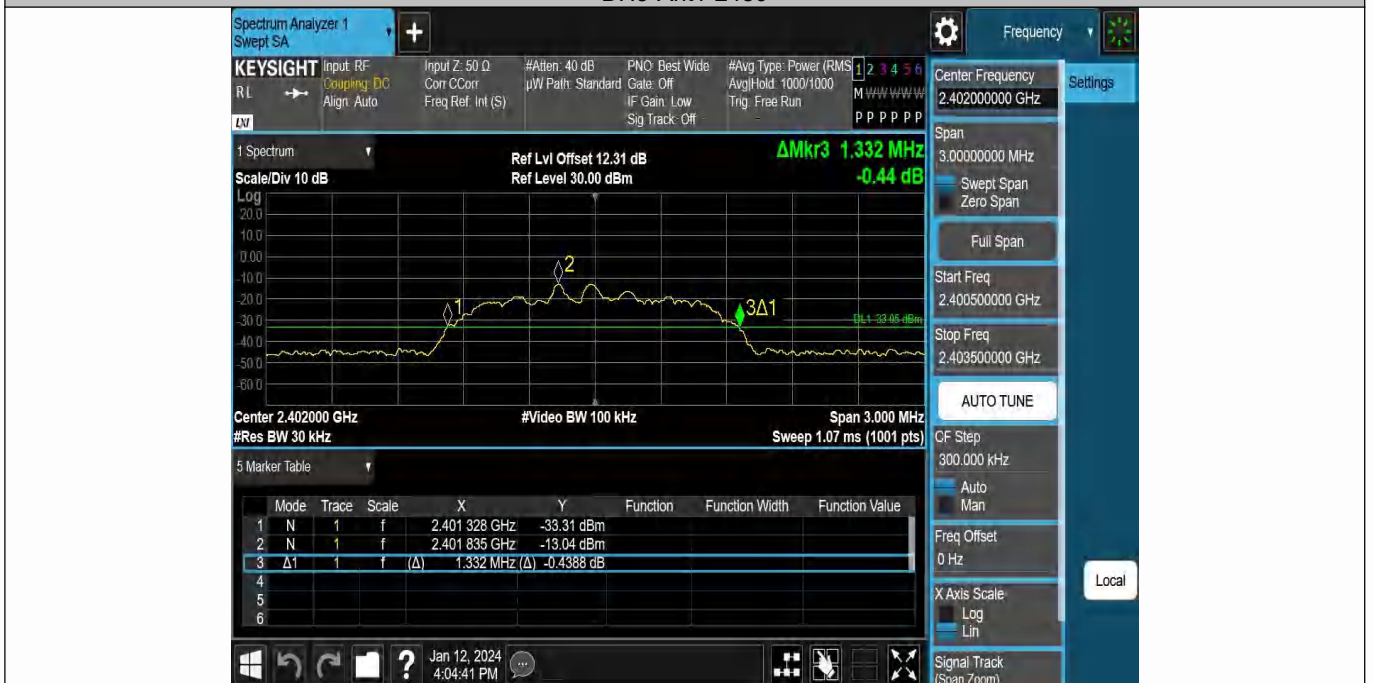 Spectrum Analyzer 1
Swept SA
Frequency
KEYSIGHT
RL
LXI
Input: RF
Coupling: DC
Align: Auto
Input Z: 50 Ω
Corr CCorr
Freq Ref: Int (S)
#Atten: 40 dB
µW Path: Standard
PNO: Best Wide
Gate: Off
IF Gain: Low
Sig Track: Off
#Avg Type: Power (RMS
Avg|Hold: 1000/1000
Trig: Free Run
1 2 3 4 5 6
M W W W W W
P P P P P P
1 Spectrum
Scale/Div 10 dB
Ref Lvl Offset 12.31 dB
Ref Level 30.00 dBm
ΔMkr3 1.332 MHz
-0.44 dB
Log
20.0
10.0
0.00
-10.0
-20.0
-30.0
-40.0
-50.0
-60.0
1
2
3Δ1
DL1 -33.05 dBm
Center 2.402000 GHz
#Video BW 100 kHz
Span 3.000 MHz
#Res BW 30 kHz
Sweep 1.07 ms (1001 pts)
5 Marker Table
Mode Trace Scale X Y Function Function Width Function Value
1 N 1 f 2.401 328 GHz -33.31 dBm
2 N 1 f 2.401 835 GHz -13.04 dBm
3 Δ1 1 f (Δ) 1.332 MHz (Δ) -0.4388 dB
4
5
6
Jan 12, 2024
4:04:41 PM
Center Frequency
2.402000000 GHz
Settings
Span
3.00000000 MHz
Swept Span
Zero Span
Full Span
Start Freq
2.400500000 GHz
Stop Freq
2.403500000 GHz
AUTO TUNE
CF Step
300.000 kHz
Auto
Man
Freq Offset
0 Hz
X Axis Scale
Log
Lin
Local
Signal Track
(Span Zoom)